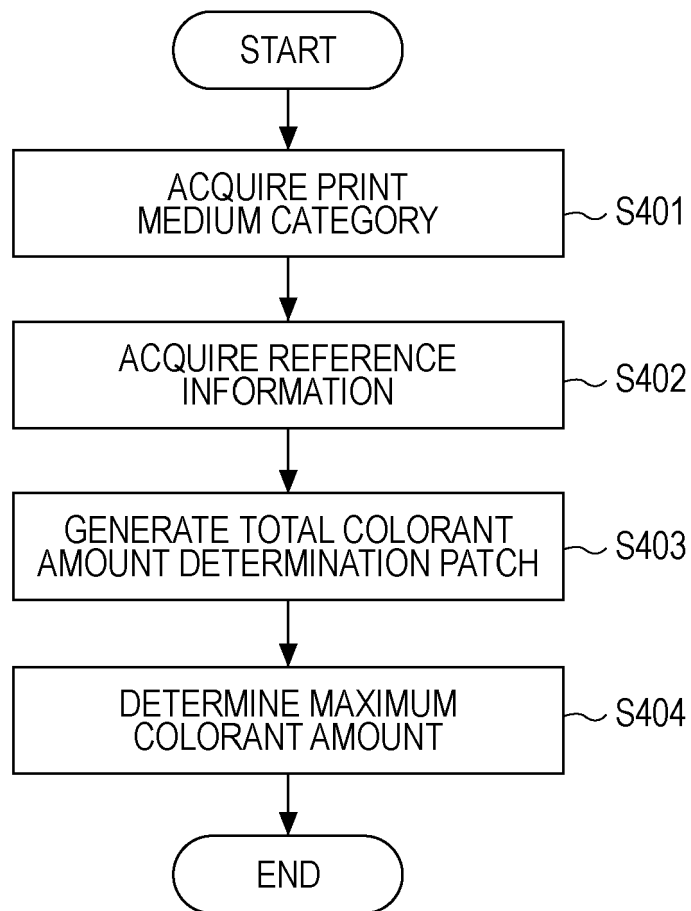 START
ACQUIRE PRINT
MEDIUM CATEGORY
S401
ACQUIRE REFERENCE
INFORMATION
S402
GENERATE TOTAL COLORANT
AMOUNT DETERMINATION PATCH
S403
DETERMINE MAXIMUM
COLORANT AMOUNT
S404
END